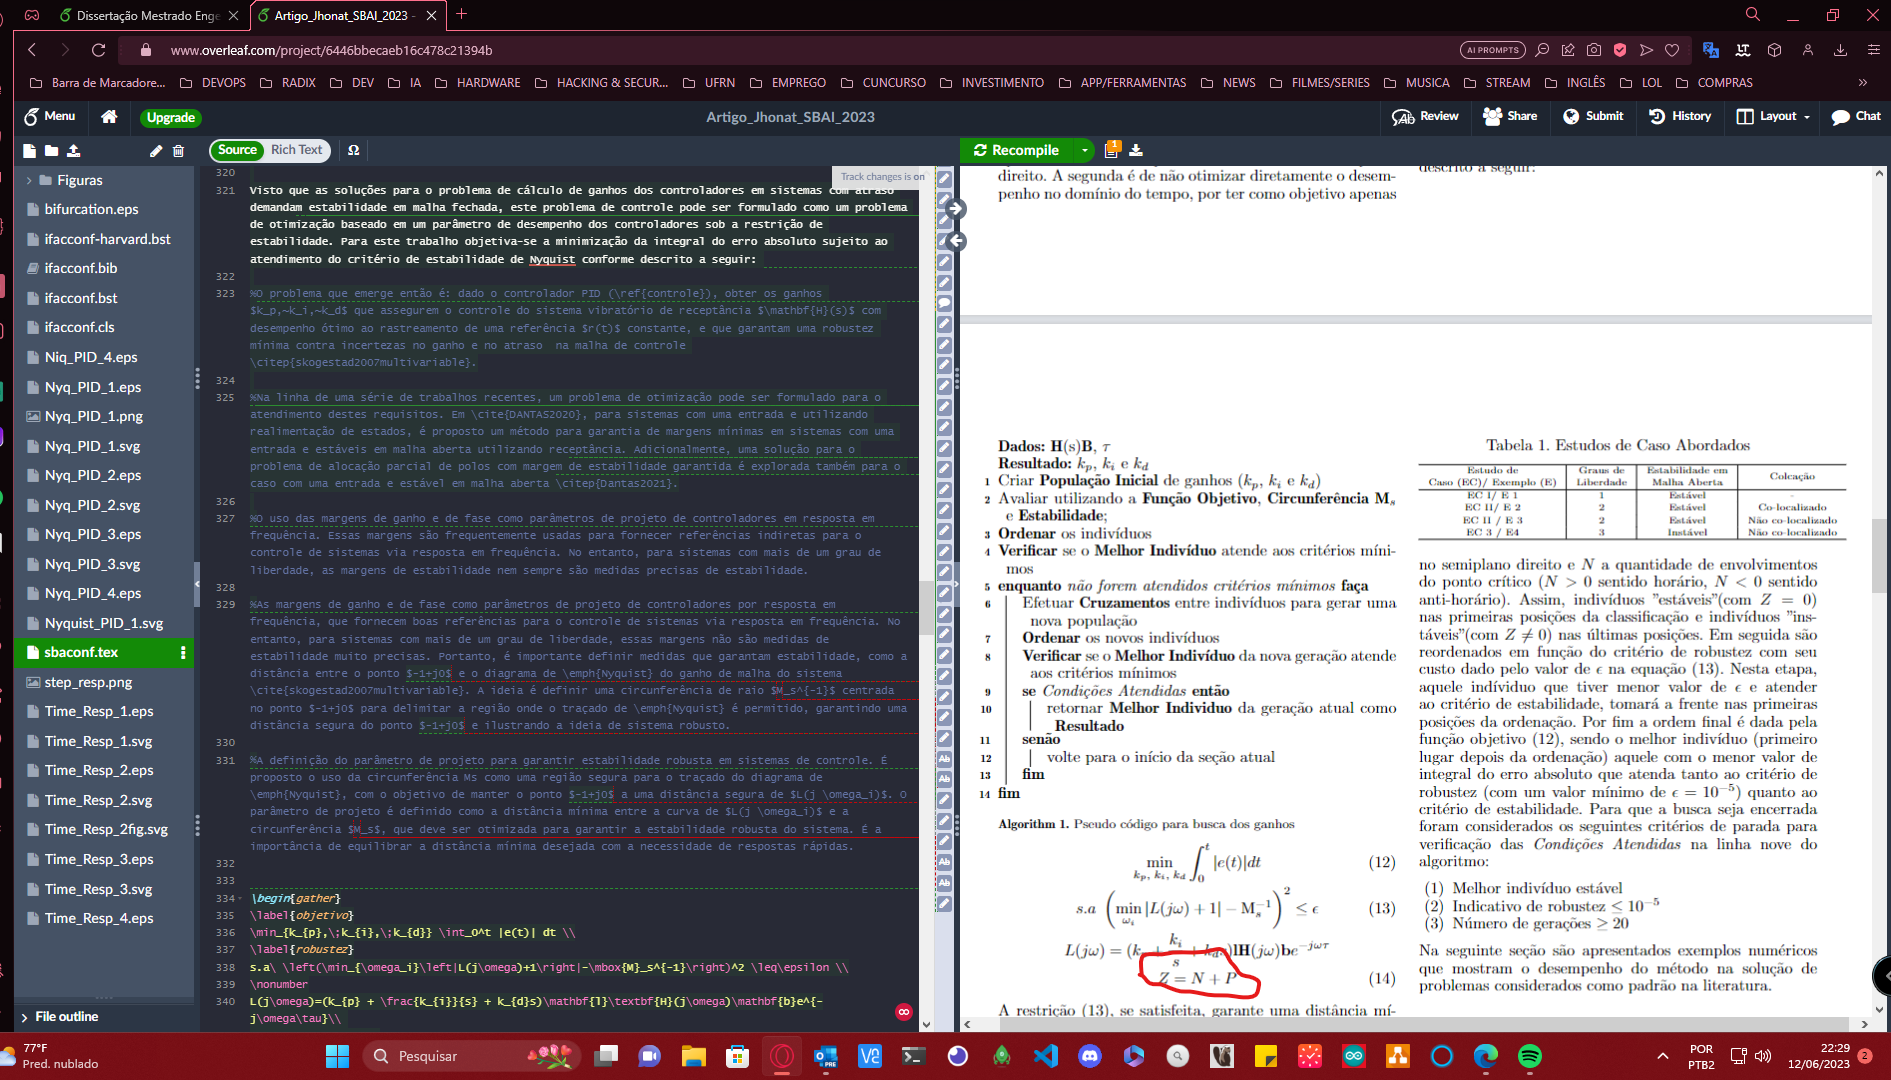 Dissertação Mestrado Enge
Artigo_Jhonat_SBAI_2023 -
www.overleaf.com/project/6446bbecaeb16c478c21394b
AI PROMPTS
Barra de Marcadore...
DEVOPS
RADIX
DEV
IA
HARDWARE
HACKING & SECUR...
UFRN
EMPREGO
CUNCURSO
INVESTIMENTO
APP/FERRAMENTAS
NEWS
FILMES/SERIES
MUSICA
STREAM
INGLÊS
LOL
COMPRAS
Menu
Upgrade
Artigo_Jhonat_SBAI_2023
Review
Share
Submit
History
Layout
Chat
Source
Rich Text
Ω
Recompile
1
Track changes is on
Figuras
bifurcation.eps
ifacconf-harvard.bst
ifacconf.bib
ifacconf.bst
ifacconf.cls
Niq_PID_4.eps
Nyq_PID_1.eps
Nyq_PID_1.png
Nyq_PID_1.svg
Nyq_PID_2.eps
Nyq_PID_2.svg
Nyq_PID_3.eps
Nyq_PID_3.svg
Nyq_PID_4.eps
Nyquist_PID_1.svg
sbaconf.tex
step_resp.png
Time_Resp_1.eps
Time_Resp_1.svg
Time_Resp_2.eps
Time_Resp_2.svg
Time_Resp_2fig.svg
Time_Resp_3.eps
Time_Resp_3.svg
Time_Resp_4.eps
File outline
320
321 Visto que as soluções para o problema de cálculo de ganhos dos controladores em sistemas com atraso
demandam estabilidade em malha fechada, este problema de controle pode ser formulado como um problema
de otimização baseado em um parâmetro de desempenho dos controladores sob a restrição de
estabilidade. Para este trabalho objetiva-se a minimização da integral do erro absoluto sujeito ao
atendimento do critério de estabilidade de Nyquist conforme descrito a seguir:
322
323 %O problema que emerge então é: dado o controlador PID (\ref{controle}), obter os ganhos
$k_p,~k_i,~k_d$ que assegurem o controle do sistema vibratório de receptância $\mathbf{H}(s)$ com
desempenho ótimo ao rastreamento de uma referência $r(t)$ constante, e que garantam uma robustez
mínima contra incertezas no ganho e no atraso na malha de controle
\citep{skogestad2007multivariable}.
324
325 %Na linha de uma série de trabalhos recentes, um problema de otimização pode ser formulado para o
atendimento destes requisitos. Em \cite{DANTAS2020}, para sistemas com uma entrada e utilizando
realimentação de estados, é proposto um método para garantia de margens mínimas em sistemas com uma
entrada e estáveis em malha aberta utilizando receptância. Adicionalmente, uma solução para o
problema de alocação parcial de polos com margem de estabilidade garantida é explorada também para o
caso com uma entrada e estável em malha aberta \citep{Dantas2021}.
326
327 %O uso das margens de ganho e de fase como parâmetros de projeto de controladores em resposta em
frequência. Essas margens são frequentemente usadas para fornecer referências indiretas para o
controle de sistemas via resposta em frequência. No entanto, para sistemas com mais de um grau de
liberdade, as margens de estabilidade nem sempre são medidas precisas de estabilidade.
328
329 %As margens de ganho e de fase como parâmetros de projeto de controladores por resposta em
frequência, que fornecem boas referências para o controle de sistemas via resposta em frequência. No
entanto, para sistemas com mais de um grau de liberdade, essas margens não são medidas de
estabilidade muito precisas. Portanto, é importante definir medidas que garantam estabilidade, como a
distância entre o ponto $-1+j0$ e o diagrama de \emph{Nyquist} do ganho de malha do sistema
\cite{skogestad2007multivariable}. A ideia é definir uma circunferência de raio $M_s^{-1}$ centrada
no ponto $-1+j0$ para delimitar a região onde o traçado de \emph{Nyquist} é permitido, garantindo uma
distância segura do ponto $-1+j0$ e ilustrando a ideia de sistema robusto.
330
331 %A definição do parâmetro de projeto para garantir estabilidade robusta em sistemas de controle. É
proposto o uso da circunferência Ms como uma região segura para o traçado do diagrama de
\emph{Nyquist}, com o objetivo de manter o ponto $-1+j0$ a uma distância segura de $L(j \omega_i)$. O
parâmetro de projeto é definido como a distância mínima entre a curva de $L(j \omega_i)$ e a
circunferência $M_s$, que deve ser otimizada para garantir a estabilidade robusta do sistema. É a
importância de equilibrar a distância mínima desejada com a necessidade de respostas rápidas.
332
333
334 \begin{gather}
335 \label{objetivo}
336 \min_{k_{p},\;k_{i},\;k_{d}} \int_0^t |e(t)| dt \\
337 \label{robustez}
338 s.a\ \left(\min_{\omega_i}\left|L(j\omega)+1\right|-\mbox{M}_s^{-1}\right)^2 \leq\epsilon \\
339 \nonumber
340 L(j\omega)=(k_{p} + \frac{k_{i}}{s} + k_{d}s)\mathbf{l}\textbf{H}(j\omega)\mathbf{b}e^{-
j\omega\tau}\\
direito. A segunda é de não otimizar diretamente o desem-
penho no domínio do tempo, por ter como objetivo apenas
descrito a seguir:
Dados: H(s)B, τ
Resultado: kp, ki e kd
1 Criar População Inicial de ganhos (kp, ki e kd)
2 Avaliar utilizando a Função Objetivo, Circunferência Ms
e Estabilidade;
3 Ordenar os indivíduos
4 Verificar se o Melhor Indivíduo atende aos critérios míni-
mos
5 enquanto não forem atendidos critérios mínimos faça
6 Efetuar Cruzamentos entre indivíduos para gerar uma
nova população
7 Ordenar os novos indivíduos
8 Verificar se o Melhor Indivíduo da nova geração atende
aos critérios mínimos
9 se Condições Atendidas então
10 retornar Melhor Individuo da geração atual como
Resultado
11 senão
12 volte para o início da seção atual
13 fim
14 fim
Algorithm 1. Pseudo código para busca dos ganhos
min kp, ki, kd ∫0^t |e(t)|dt (12)
s.a (min ωi |L(jω) + 1| − Ms^−1)^2 ≤ ϵ (13)
L(jω) = (k + ki/s + kd )lH(jω)be^−jωτ
Z = N + P (14)
A restrição (13), se satisfeita, garante uma distância mí-
Tabela 1. Estudos de Caso Abordados
Estudo de Caso (EC)/ Exemplo (E) Graus de Liberdade Estabilidade em Malha Aberta Colcação
EC I/ E 1 1 Estável -
EC II/ E 2 2 Estável Co-localizado
EC II / E 3 2 Estável Não co-localizado
EC 3 / E4 3 Instável Não co-localizado
no semiplano direito e N a quantidade de envolvimentos
do ponto crítico (N > 0 sentido horário, N < 0 sentido
anti-horário). Assim, indivíduos "estáveis"(com Z = 0)
nas primeiras posições da classificação e indivíduos "ins-
táveis"(com Z ≠ 0) nas últimas posições. Em seguida são
reordenados em função do critério de robustez com seu
custo dado pelo valor de ϵ na equação (13). Nesta etapa,
aquele indivíduo que tiver menor valor de ϵ e atender
ao critério de estabilidade, tomará a frente nas primeiras
posições da ordenação. Por fim a ordem final é dada pela
função objetivo (12), sendo o melhor indivíduo (primeiro
lugar depois da ordenação) aquele com o menor valor de
integral do erro absoluto que atenda tanto ao critério de
robustez (com um valor mínimo de ϵ = 10^−5) quanto ao
critério de estabilidade. Para que a busca seja encerrada
foram considerados os seguintes critérios de parada para
verificação das Condições Atendidas na linha nove do
algoritmo:
(1) Melhor indivíduo estável
(2) Indicativo de robustez ≤ 10^−5
(3) Número de gerações ≥ 20
Na seguinte seção são apresentados exemplos numéricos
que mostram o desempenho do método na solução de
problemas considerados como padrão na literatura.
77°F
Pred. nublado
Pesquisar
POR
PTB2
22:29
12/06/2023
2